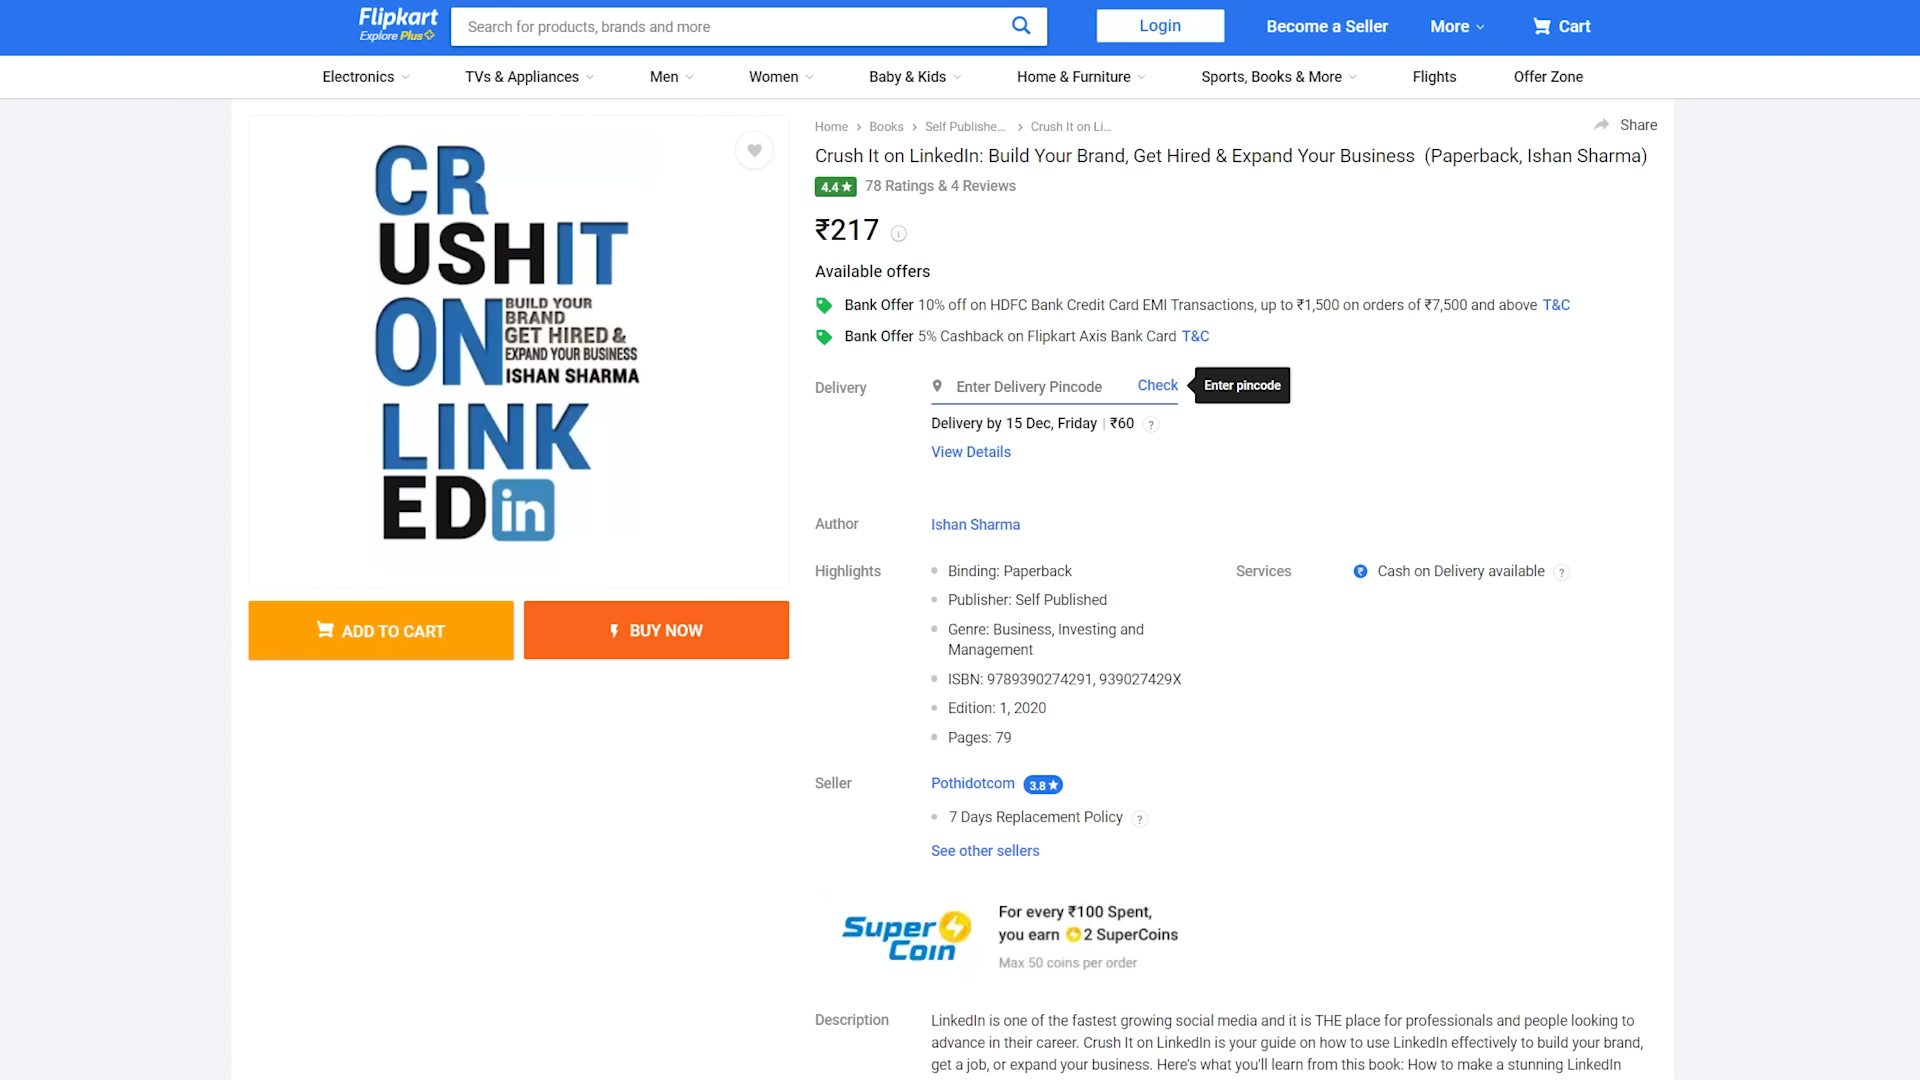 Flipkart
Explore Plus
Search for products, brands and more
Login
Become a Seller
More
Cart
Electronics
TVs & Appliances
Men
Women
Baby & Kids
Home & Furniture
Sports, Books & More
Flights
Offer Zone
CR
USHIT
ON
BUILD YOUR
BRAND
GET HIRED &
EXPAND YOUR BUSINESS
ISHAN SHARMA
LINK
ED in
ADD TO CART
BUY NOW
Home > Books > Self Publishe... > Crush It on Li...
Share
Crush It on LinkedIn: Build Your Brand, Get Hired & Expand Your Business (Paperback, Ishan Sharma)
4.4★ 78 Ratings & 4 Reviews
₹217
Available offers
Bank Offer 10% off on HDFC Bank Credit Card EMI Transactions, up to ₹1,500 on orders of ₹7,500 and above T&C
Bank Offer 5% Cashback on Flipkart Axis Bank Card T&C
Delivery
Enter Delivery Pincode
Check
Enter pincode
Delivery by 15 Dec, Friday | ₹60 ?
View Details
Author
Ishan Sharma
Highlights
Binding: Paperback
Publisher: Self Published
Genre: Business, Investing and
Management
ISBN: 9789390274291, 939027429X
Edition: 1, 2020
Pages: 79
Services
₹ Cash on Delivery available ?
Seller
Pothidotcom 3.8★
7 Days Replacement Policy ?
See other sellers
Super
Coin
For every ₹100 Spent,
you earn 2 SuperCoins
Max 50 coins per order
Description
LinkedIn is one of the fastest growing social media and it is THE place for professionals and people looking to
advance in their career. Crush It on LinkedIn is your guide on how to use LinkedIn effectively to build your brand,
get a job, or expand your business. Here's what you'll learn from this book: How to make a stunning LinkedIn